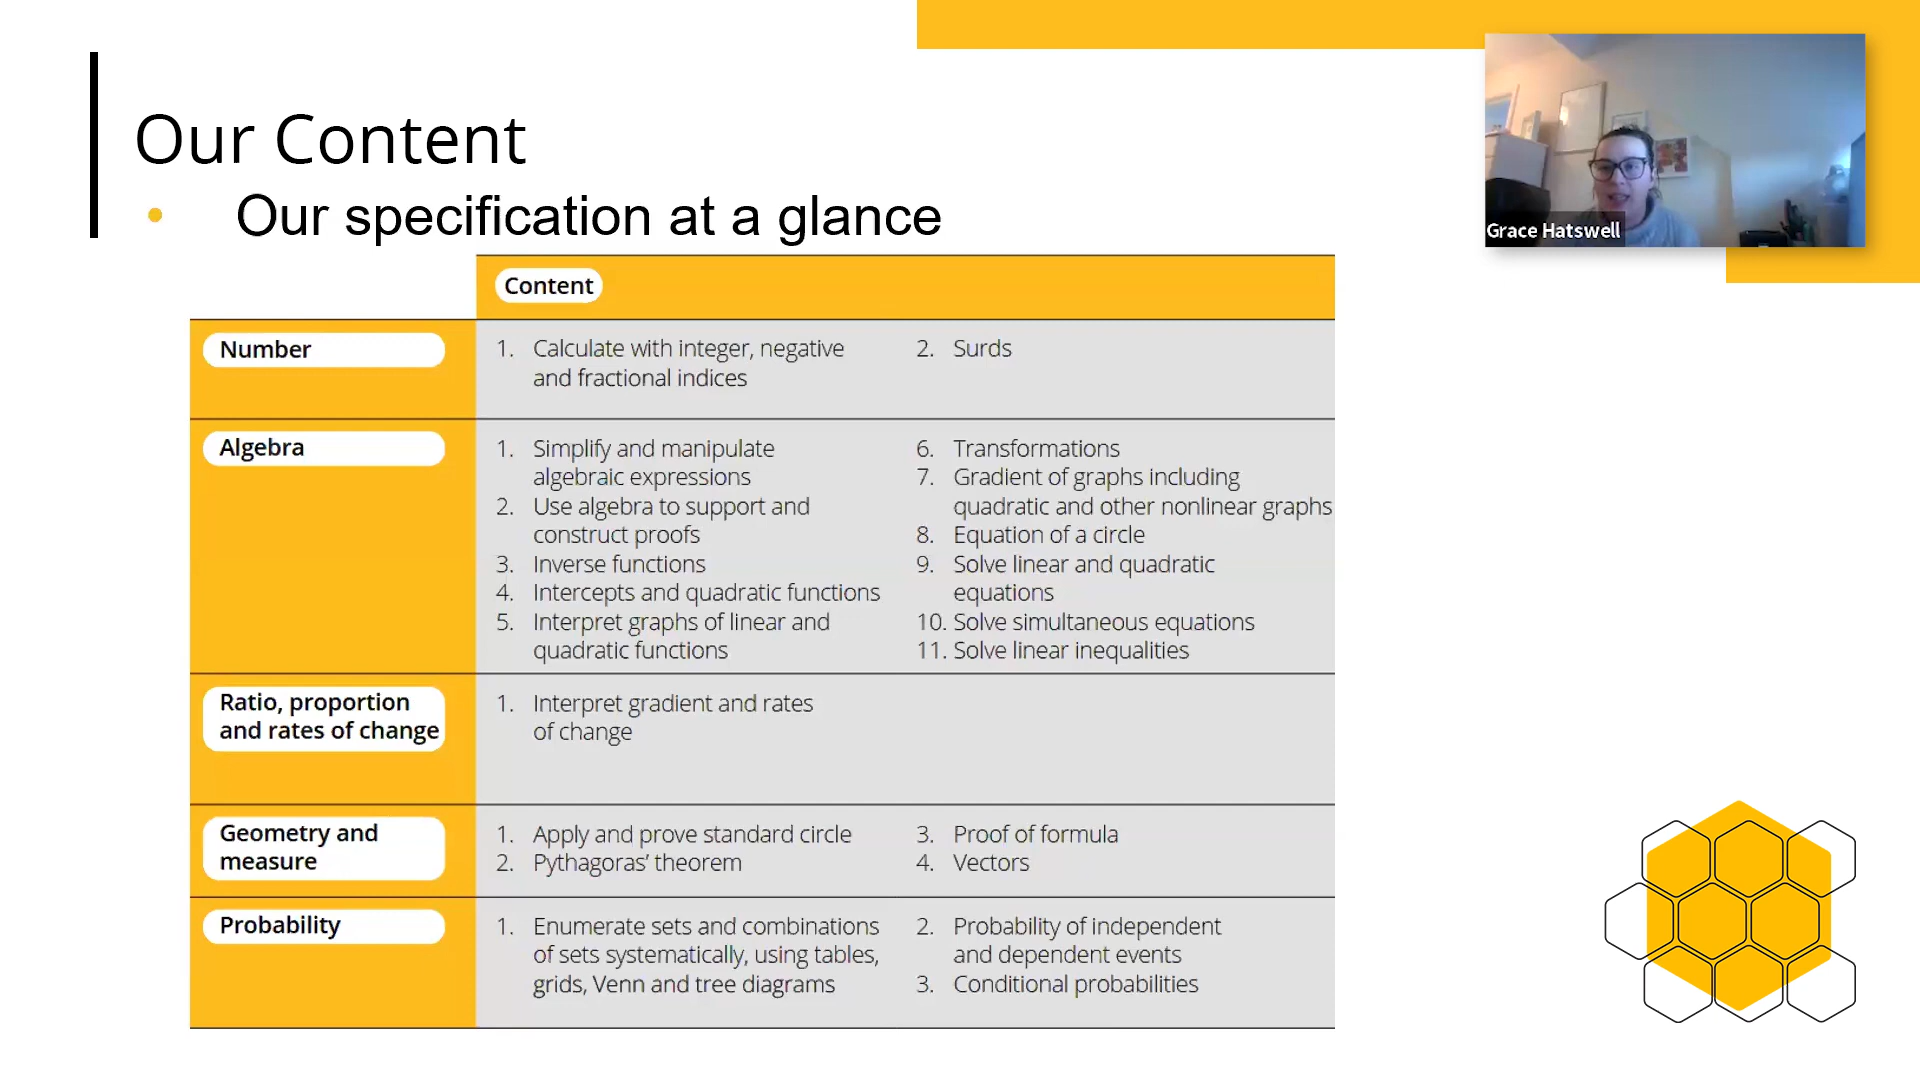 Our Content
• Our specification at a glance
Grace Hatswell
Content
Number
1. Calculate with integer, negative
and fractional indices
2. Surds
Algebra
1. Simplify and manipulate
algebraic expressions
2. Use algebra to support and
construct proofs
3. Inverse functions
4. Intercepts and quadratic functions
5. Interpret graphs of linear and
quadratic functions
6. Transformations
7. Gradient of graphs including
quadratic and other nonlinear graphs
8. Equation of a circle
9. Solve linear and quadratic
equations
10. Solve simultaneous equations
11. Solve linear inequalities
Ratio, proportion
and rates of change
1. Interpret gradient and rates
of change
Geometry and
measure
1. Apply and prove standard circle
2. Pythagoras’ theorem
3. Proof of formula
4. Vectors
Probability
1. Enumerate sets and combinations
of sets systematically, using tables,
grids, Venn and tree diagrams
2. Probability of independent
and dependent events
3. Conditional probabilities